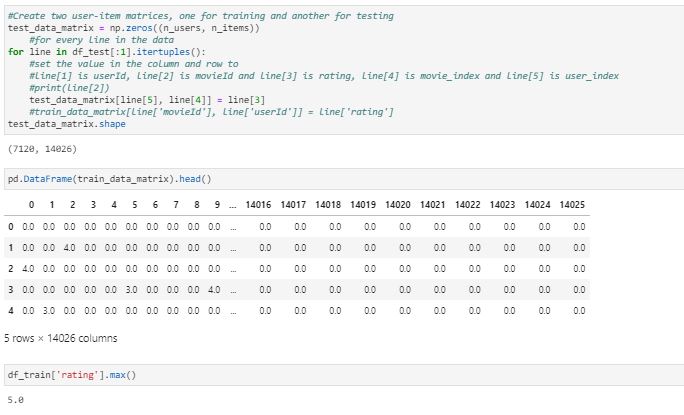 #Create two user-item matrices, one for training and another for testing
test_data_matrix = np.zeros((n_users, n_items))
#for every line in the data
for line in df_test[:1].itertuples():
#set the value in the column and row to
#line[1] is userId, line[2] is movieId and line[3] is rating, line[4] is movie_index and line[5] is user_index
#print(line[2])
test_data_matrix[line[5], line[4]] = line[3]
#train_data_matrix[line['movieId'], line['userId']] = line['rating']
test_data_matrix.shape
(7120, 14026)
pd.DataFrame(train_data_matrix).head()
0 1 2 3 4 5 6 7 8 9 ... 14016 14017 14018 14019 14020 14021 14022 14023 14024 14025
0 0.0 0.0 0.0 0.0 0.0 0.0 0.0 0.0 0.0 0.0 ... 0.0 0.0 0.0 0.0 0.0 0.0 0.0 0.0 0.0 0.0
1 0.0 0.0 4.0 0.0 0.0 0.0 0.0 0.0 0.0 0.0 ... 0.0 0.0 0.0 0.0 0.0 0.0 0.0 0.0 0.0 0.0
2 4.0 0.0 0.0 0.0 0.0 0.0 0.0 0.0 0.0 0.0 ... 0.0 0.0 0.0 0.0 0.0 0.0 0.0 0.0 0.0 0.0
3 0.0 0.0 0.0 0.0 0.0 3.0 0.0 0.0 0.0 4.0 ... 0.0 0.0 0.0 0.0 0.0 0.0 0.0 0.0 0.0 0.0
4 0.0 3.0 0.0 0.0 0.0 0.0 0.0 0.0 0.0 0.0 ... 0.0 0.0 0.0 0.0 0.0 0.0 0.0 0.0 0.0 0.0
5 rows × 14026 columns
df_train['rating'].max()
5.0